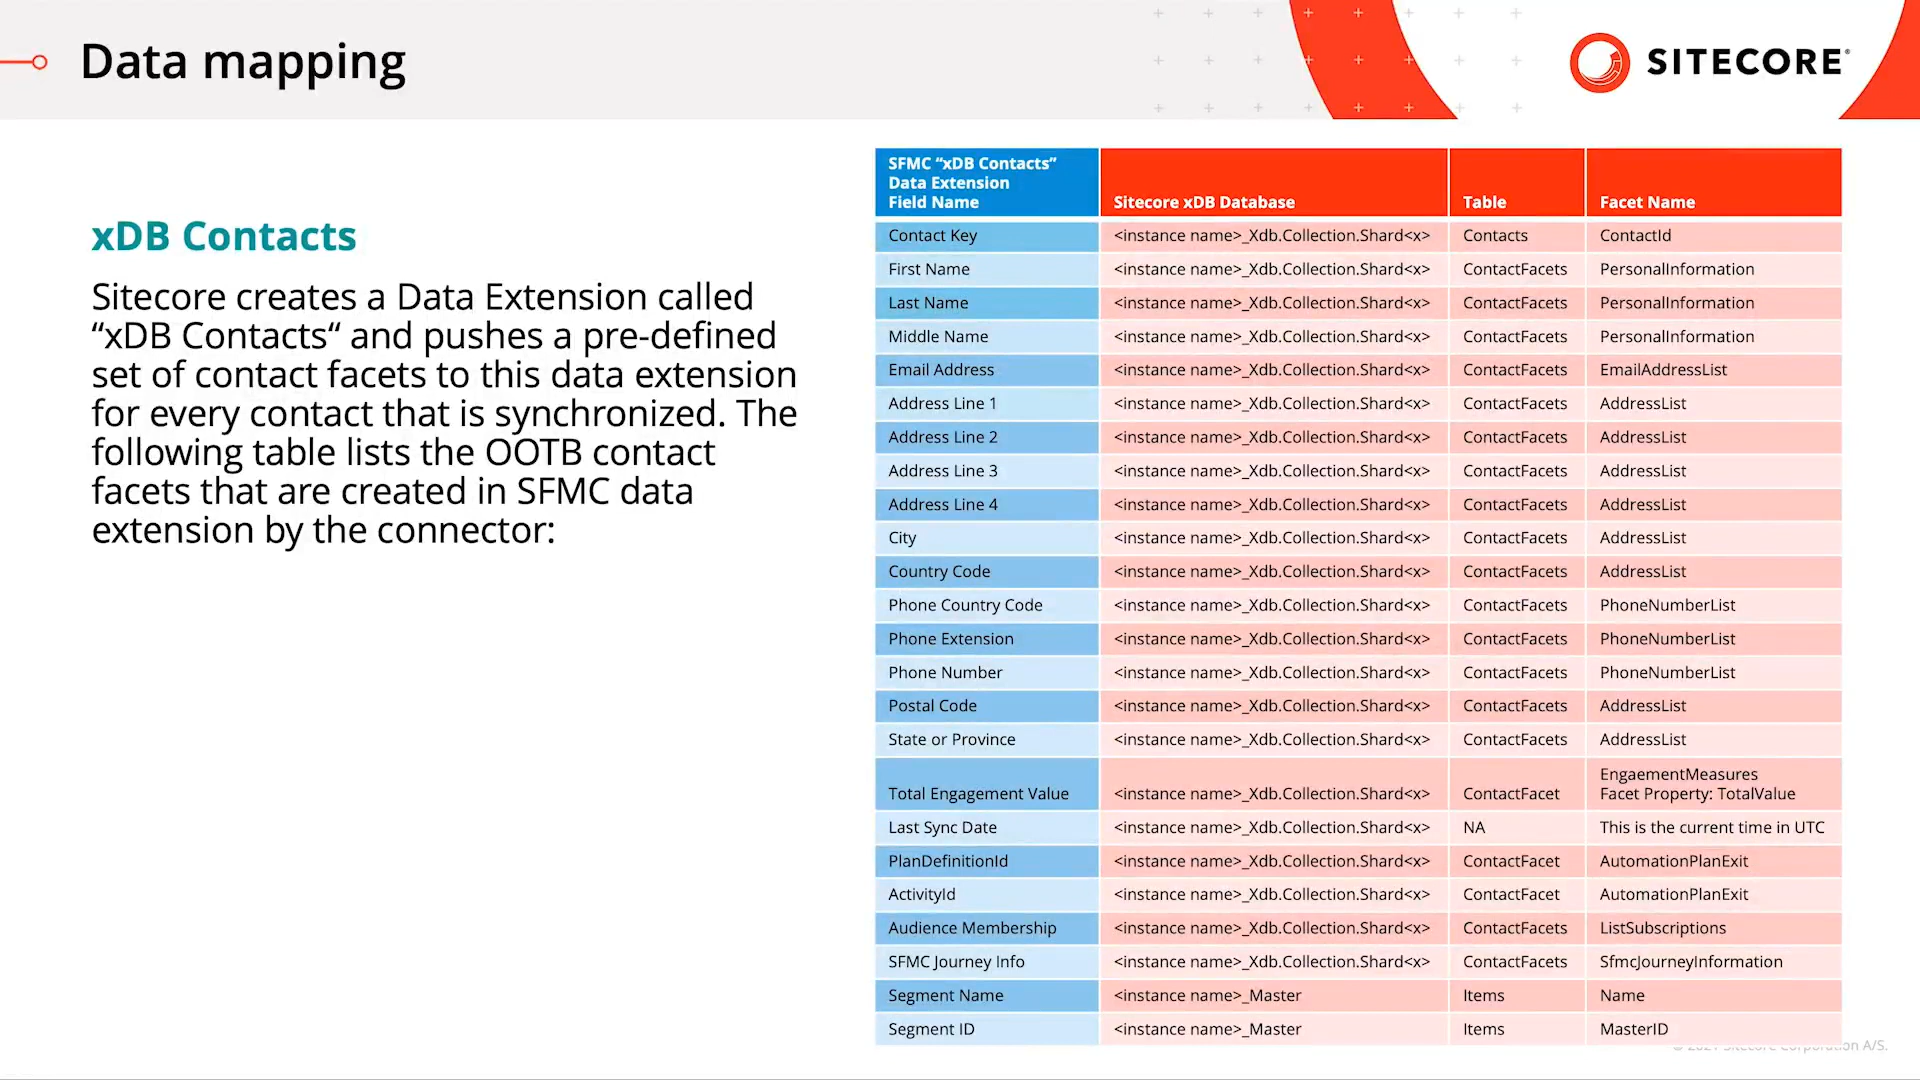 Data mapping
SITECORE
xDB Contacts
Sitecore creates a Data Extension called
“xDB Contacts“ and pushes a pre-defined
set of contact facets to this data extension
for every contact that is synchronized. The
following table lists the OOTB contact
facets that are created in SFMC data
extension by the connector:
SFMC “xDB Contacts”
Data Extension
Field Name Sitecore xDB Database Table Facet Name
Contact Key <instance name>_Xdb.Collection.Shard<x> Contacts ContactId
First Name <instance name>_Xdb.Collection.Shard<x> ContactFacets PersonalInformation
Last Name <instance name>_Xdb.Collection.Shard<x> ContactFacets PersonalInformation
Middle Name <instance name>_Xdb.Collection.Shard<x> ContactFacets PersonalInformation
Email Address <instance name>_Xdb.Collection.Shard<x> ContactFacets EmailAddressList
Address Line 1 <instance name>_Xdb.Collection.Shard<x> ContactFacets AddressList
Address Line 2 <instance name>_Xdb.Collection.Shard<x> ContactFacets AddressList
Address Line 3 <instance name>_Xdb.Collection.Shard<x> ContactFacets AddressList
Address Line 4 <instance name>_Xdb.Collection.Shard<x> ContactFacets AddressList
City <instance name>_Xdb.Collection.Shard<x> ContactFacets AddressList
Country Code <instance name>_Xdb.Collection.Shard<x> ContactFacets AddressList
Phone Country Code <instance name>_Xdb.Collection.Shard<x> ContactFacets PhoneNumberList
Phone Extension <instance name>_Xdb.Collection.Shard<x> ContactFacets PhoneNumberList
Phone Number <instance name>_Xdb.Collection.Shard<x> ContactFacets PhoneNumberList
Postal Code <instance name>_Xdb.Collection.Shard<x> ContactFacets AddressList
State or Province <instance name>_Xdb.Collection.Shard<x> ContactFacets AddressList
EngaementMeasures
Total Engagement Value <instance name>_Xdb.Collection.Shard<x> ContactFacet Facet Property: TotalValue
Last Sync Date <instance name>_Xdb.Collection.Shard<x> NA This is the current time in UTC
PlanDefinitionId <instance name>_Xdb.Collection.Shard<x> ContactFacet AutomationPlanExit
ActivityId <instance name>_Xdb.Collection.Shard<x> ContactFacet AutomationPlanExit
Audience Membership <instance name>_Xdb.Collection.Shard<x> ContactFacets ListSubscriptions
SFMC Journey Info <instance name>_Xdb.Collection.Shard<x> ContactFacets SfmcJourneyInformation
Segment Name <instance name>_Master Items Name
Segment ID <instance name>_Master Items MasterID
Sitecore Corporation A/S.